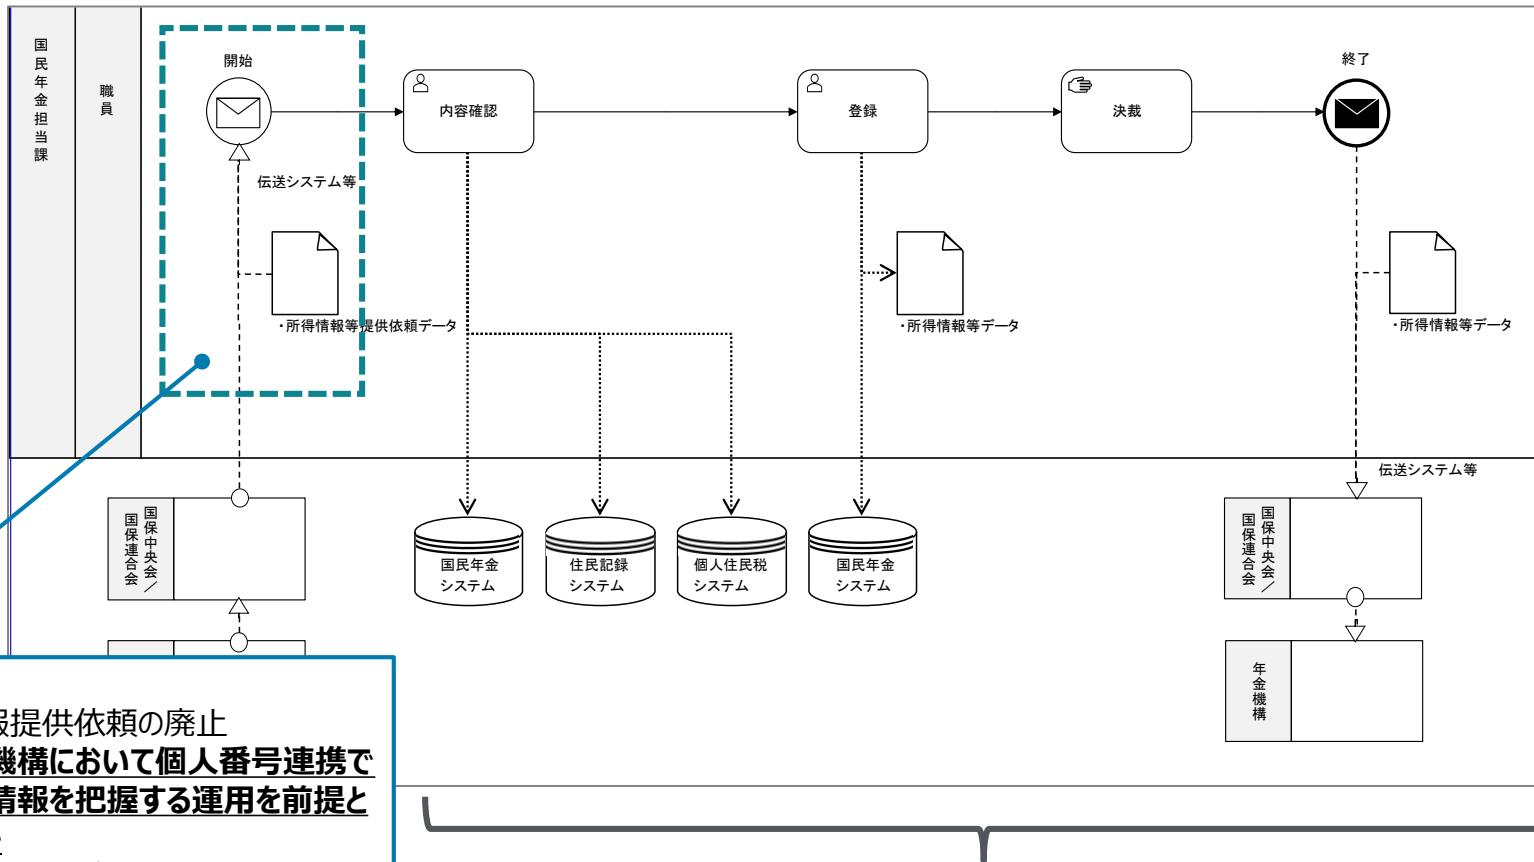 国民年金担当課
職員
開始
内容確認
登録
決裁
終了
伝送システム等
・所得情報等提供依頼データ
・所得情報等データ
・所得情報等データ
伝送システム等
国保中央会／
国保連合会
国民年金
システム
住民記録
システム
個人住民税
システム
国民年金
システム
国保中央会／
国保連合会
年金機構
報提供依頼の廃止
機構において個人番号連携で
情報を把握する運用を前提と